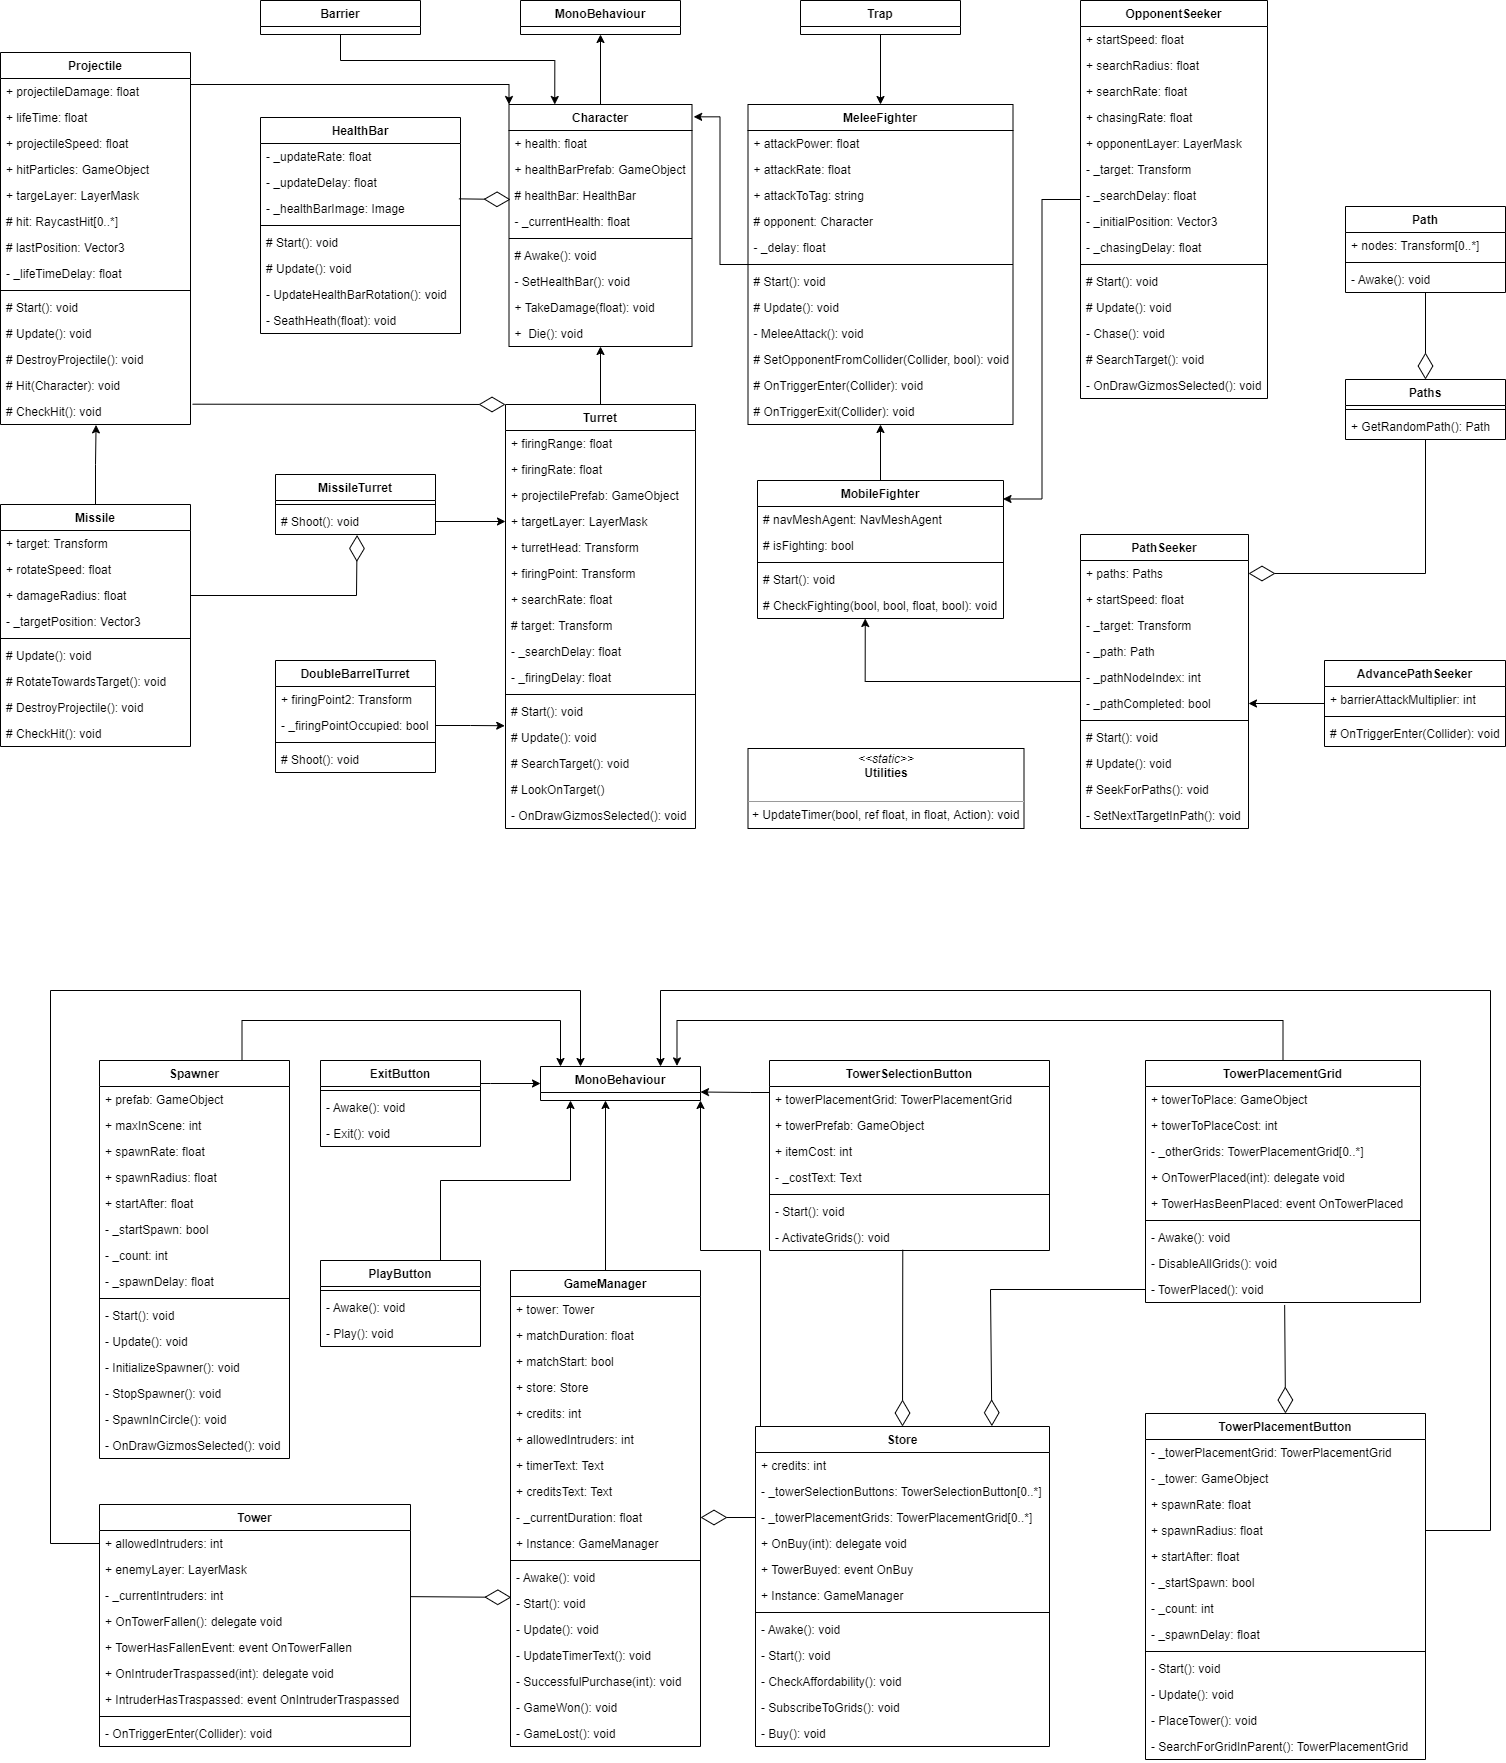 Barrier
MonoBehaviour
Trap
OpponentSeeker
+ startSpeed: float
+ searchRadius: float
+ searchRate: float
+ chasingRate: float
+ opponentLayer: LayerMask
- _target: Transform
- _searchDelay: float
- _initialPosition: Vector3
- _chasingDelay: float
# Start(): void
# Update(): void
- Chase(): void
# SearchTarget(): void
- OnDrawGizmosSelected(): void
Projectile
+ projectileDamage: float
+ lifeTime: float
+ projectileSpeed: float
+ hitParticles: GameObject
+ targeLayer: LayerMask
# hit: RaycastHit[0..*]
# lastPosition: Vector3
- _lifeTimeDelay: float
# Start(): void
# Update(): void
# DestroyProjectile(): void
# Hit(Character): void
# CheckHit(): void
HealthBar
- _updateRate: float
- _updateDelay: float
- _healthBarImage: Image
# Start(): void
# Update(): void
- UpdateHealthBarRotation(): void
- SeathHeath(float): void
Character
+ health: float
+ healthBarPrefab: GameObject
# healthBar: HealthBar
- _currentHealth: float
# Awake(): void
- SetHealthBar(): void
+ TakeDamage(float): void
+  Die(): void
MeleeFighter
+ attackPower: float
+ attackRate: float
+ attackToTag: string
# opponent: Character
- _delay: float
# Start(): void
# Update(): void
- MeleeAttack(): void
# SetOpponentFromCollider(Collider, bool): void
# OnTriggerEnter(Collider): void
# OnTriggerExit(Collider): void
Path
+ nodes: Transform[0..*]
- Awake(): void
Paths
+ GetRandomPath(): Path
Turret
+ firingRange: float
+ firingRate: float
+ projectilePrefab: GameObject
+ targetLayer: LayerMask
+ turretHead: Transform
+ firingPoint: Transform
+ searchRate: float
# target: Transform
- _searchDelay: float
- _firingDelay: float
# Start(): void
# Update(): void
# SearchTarget(): void
# LookOnTarget()
- OnDrawGizmosSelected(): void
MissileTurret
# Shoot(): void
MobileFighter
# navMeshAgent: NavMeshAgent
# isFighting: bool
# Start(): void
# CheckFighting(bool, bool, float, bool): void
Missile
+ target: Transform
+ rotateSpeed: float
+ damageRadius: float
- _targetPosition: Vector3
# Update(): void
# RotateTowardsTarget(): void
# DestroyProjectile(): void
# CheckHit(): void
DoubleBarrelTurret
+ firingPoint2: Transform
- _firingPointOccupied: bool
# Shoot(): void
PathSeeker
+ paths: Paths
+ startSpeed: float
- _target: Transform
- _path: Path
- _pathNodeIndex: int
- _pathCompleted: bool
# Start(): void
# Update(): void
# SeekForPaths(): void
- SetNextTargetInPath(): void
AdvancePathSeeker
+ barrierAttackMultiplier: int
# OnTriggerEnter(Collider): void
<<static>>
Utilities
+ UpdateTimer(bool, ref float, in float, Action): void
Spawner
+ prefab: GameObject
+ maxInScene: int
+ spawnRate: float
+ spawnRadius: float
+ startAfter: float
- _startSpawn: bool
- _count: int
- _spawnDelay: float
- Start(): void
- Update(): void
- InitializeSpawner(): void
- StopSpawner(): void
- SpawnInCircle(): void
- OnDrawGizmosSelected(): void
ExitButton
- Awake(): void
- Exit(): void
MonoBehaviour
TowerSelectionButton
+ towerPlacementGrid: TowerPlacementGrid
+ towerPrefab: GameObject
+ itemCost: int
- _costText: Text
- Start(): void
- ActivateGrids(): void
TowerPlacementGrid
+ towerToPlace: GameObject
+ towerToPlaceCost: int
- _otherGrids: TowerPlacementGrid[0..*]
+ OnTowerPlaced(int): delegate void
+ TowerHasBeenPlaced: event OnTowerPlaced
- Awake(): void
- DisableAllGrids(): void
- TowerPlaced(): void
PlayButton
- Awake(): void
- Play(): void
GameManager
+ tower: Tower
+ matchDuration: float
+ matchStart: bool
+ store: Store
+ credits: int
+ allowedIntruders: int
+ timerText: Text
+ creditsText: Text
- _currentDuration: float
+ Instance: GameManager
- Awake(): void
- Start(): void
- Update(): void
- UpdateTimerText(): void
- SuccessfulPurchase(int): void
- GameWon(): void
- GameLost(): void
Store
+ credits: int
- _towerSelectionButtons: TowerSelectionButton[0..*]
- _towerPlacementGrids: TowerPlacementGrid[0..*]
+ OnBuy(int): delegate void
+ TowerBuyed: event OnBuy
+ Instance: GameManager
- Awake(): void
- Start(): void
- CheckAffordability(): void
- SubscribeToGrids(): void
- Buy(): void
TowerPlacementButton
- _towerPlacementGrid: TowerPlacementGrid
- _tower: GameObject
+ spawnRate: float
+ spawnRadius: float
+ startAfter: float
- _startSpawn: bool
- _count: int
- _spawnDelay: float
- Start(): void
- Update(): void
- PlaceTower(): void
- SearchForGridInParent(): TowerPlacementGrid
Tower
+ allowedIntruders: int
+ enemyLayer: LayerMask
- _currentIntruders: int
+ OnTowerFallen(): delegate void
+ TowerHasFallenEvent: event OnTowerFallen
+ OnIntruderTraspassed(int): delegate void
+ IntruderHasTraspassed: event OnIntruderTraspassed
- OnTriggerEnter(Collider): void